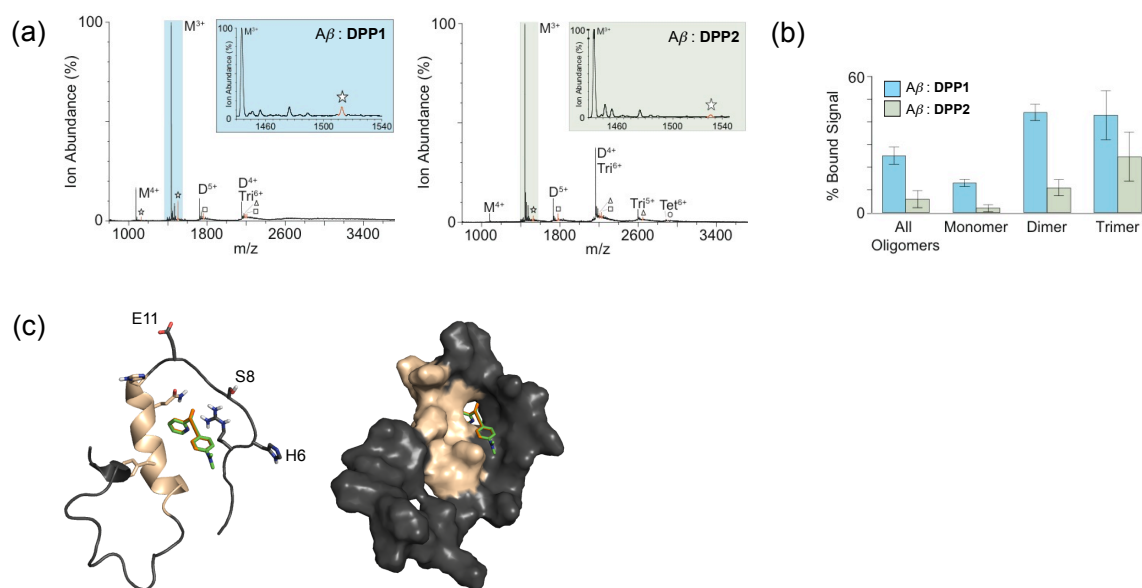 (a)
Ion Abundance (%)
100
0
M³⁺
M⁴⁺
D⁵⁺
D⁴⁺
Tri⁶⁺
1000 1800 2600 3400
m/z
Aβ : DPP1
Ion Abundance (%)
100
0
M³⁺
1460 1500 1540
Ion Abundance (%)
100
0
M³⁺
M⁴⁺
D⁵⁺
D⁴⁺
Tri⁶⁺
Tri⁵⁺
Tet⁶⁺
1000 1800 2600 3400
m/z
Aβ : DPP2
Ion Abundance (%)
100
0
M³⁺
1460 1500 1540
(b)
% Bound Signal
60
0
Aβ : DPP1
Aβ : DPP2
All Oligomers
Monomer
Dimer
Trimer
(c)
E11
S8
H6